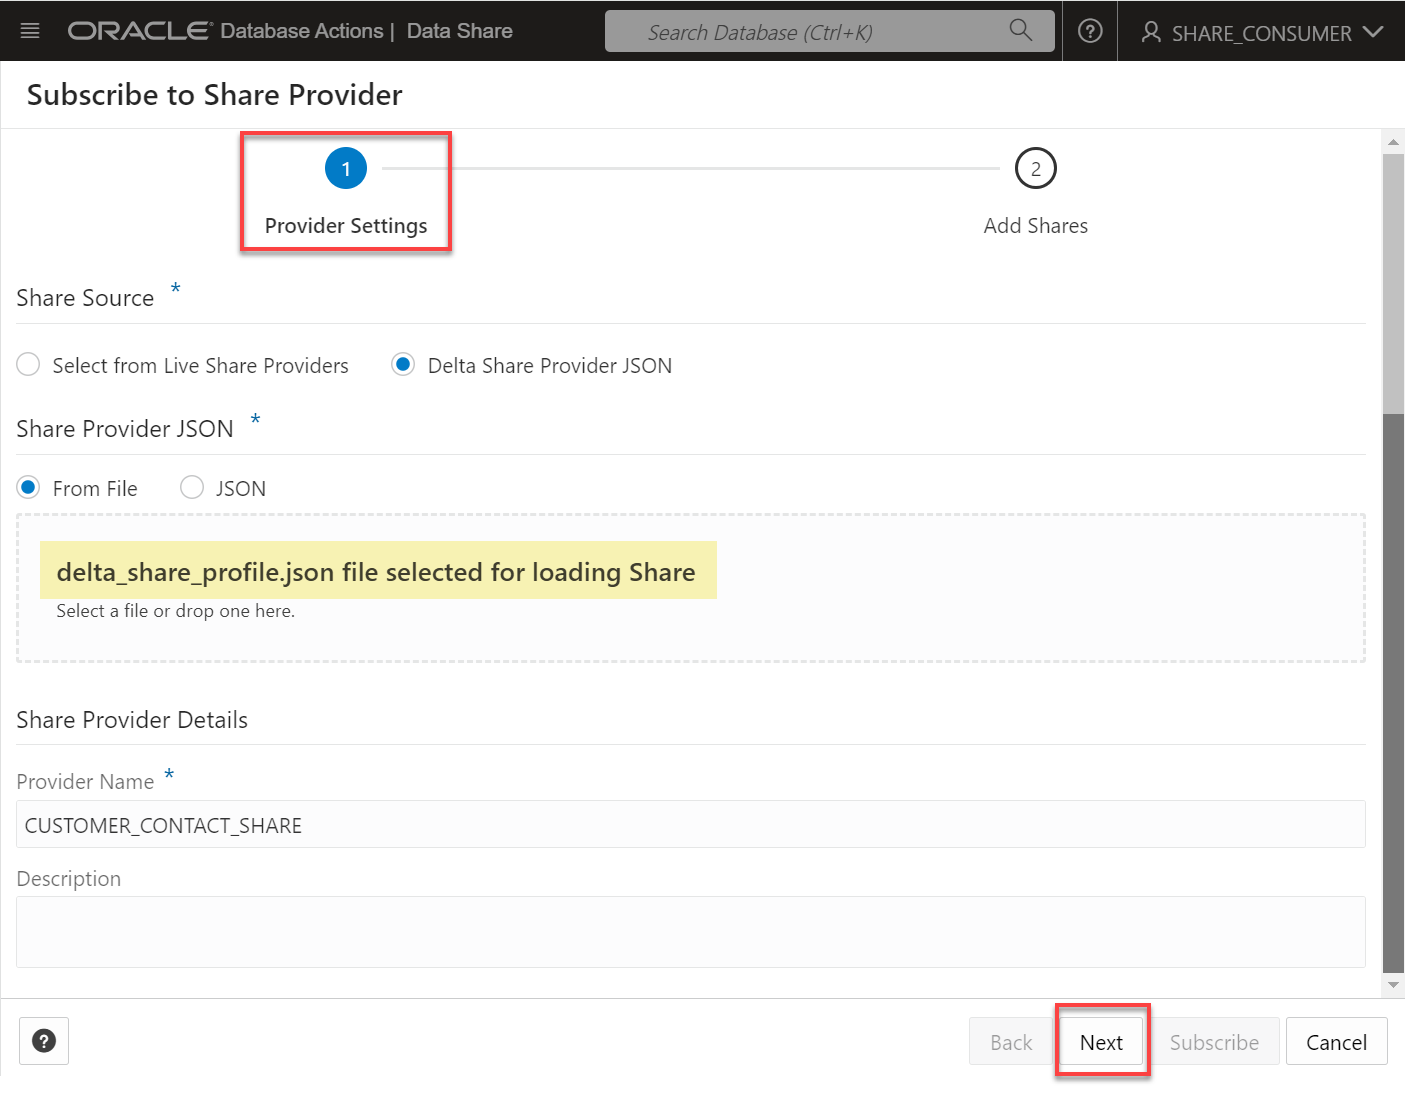 ORACLE Database Actions | Data Share
Search Database (Ctrl+K)
?
SHARE_CONSUMER
Subscribe to Share Provider
1
2
Provider Settings
Add Shares
Share Source *
Select from Live Share Providers
Delta Share Provider JSON
Share Provider JSON *
From File
JSON
delta_share_profile.json file selected for loading Share
Select a file or drop one here.
Share Provider Details
Provider Name *
CUSTOMER_CONTACT_SHARE
Description
?
Back
Next
Subscribe
Cancel